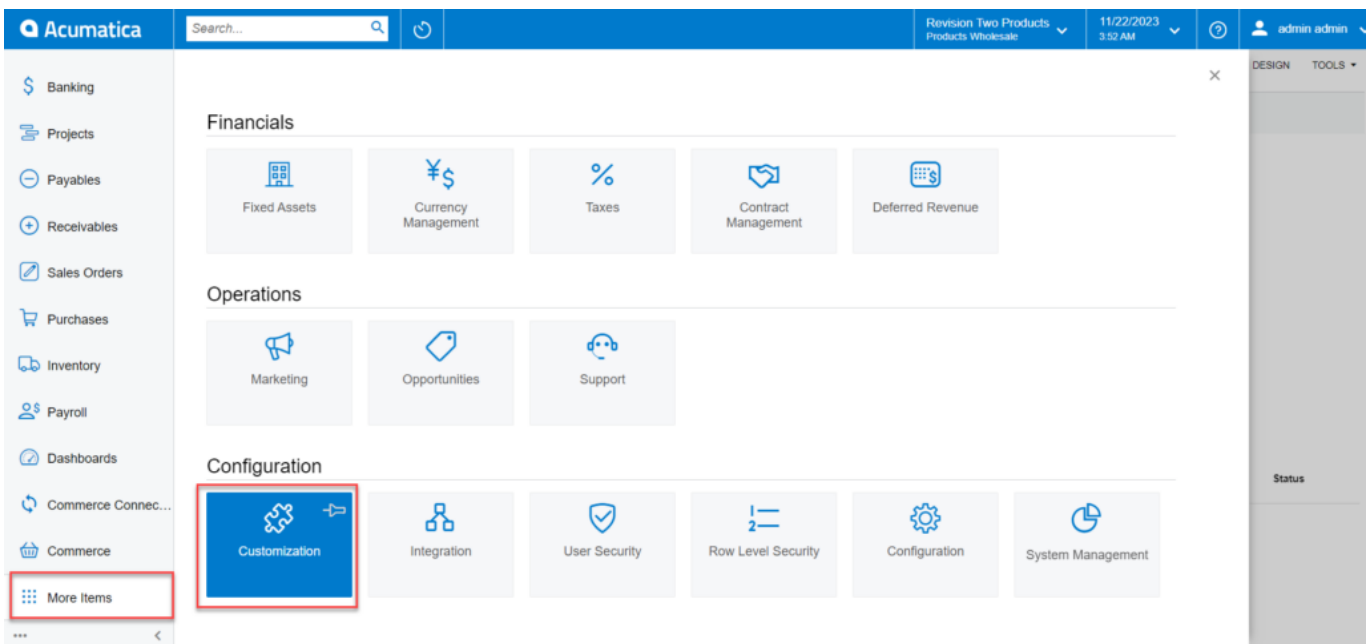 Acumatica
Search...
Revision Two Products
Products Wholesale
11/22/2023
3:52 AM
admin admin
DESIGN TOOLS
Banking
Projects
Payables
Receivables
Sales Orders
Purchases
Inventory
Payroll
Dashboards
Commerce Connec...
Commerce
More Items
Financials
Fixed Assets
Currency
Management
Taxes
Contract
Management
Deferred Revenue
Operations
Marketing
Opportunities
Support
Configuration
Customization
Integration
User Security
Row Level Security
Configuration
System Management
Status